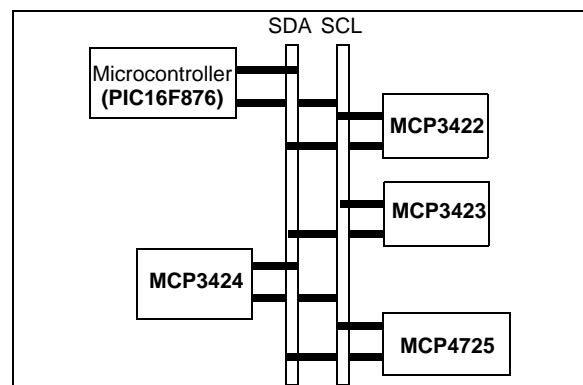 SDA SCL
Microcontroller
(PIC16F876)
MCP3422
MCP3423
MCP3424
MCP4725